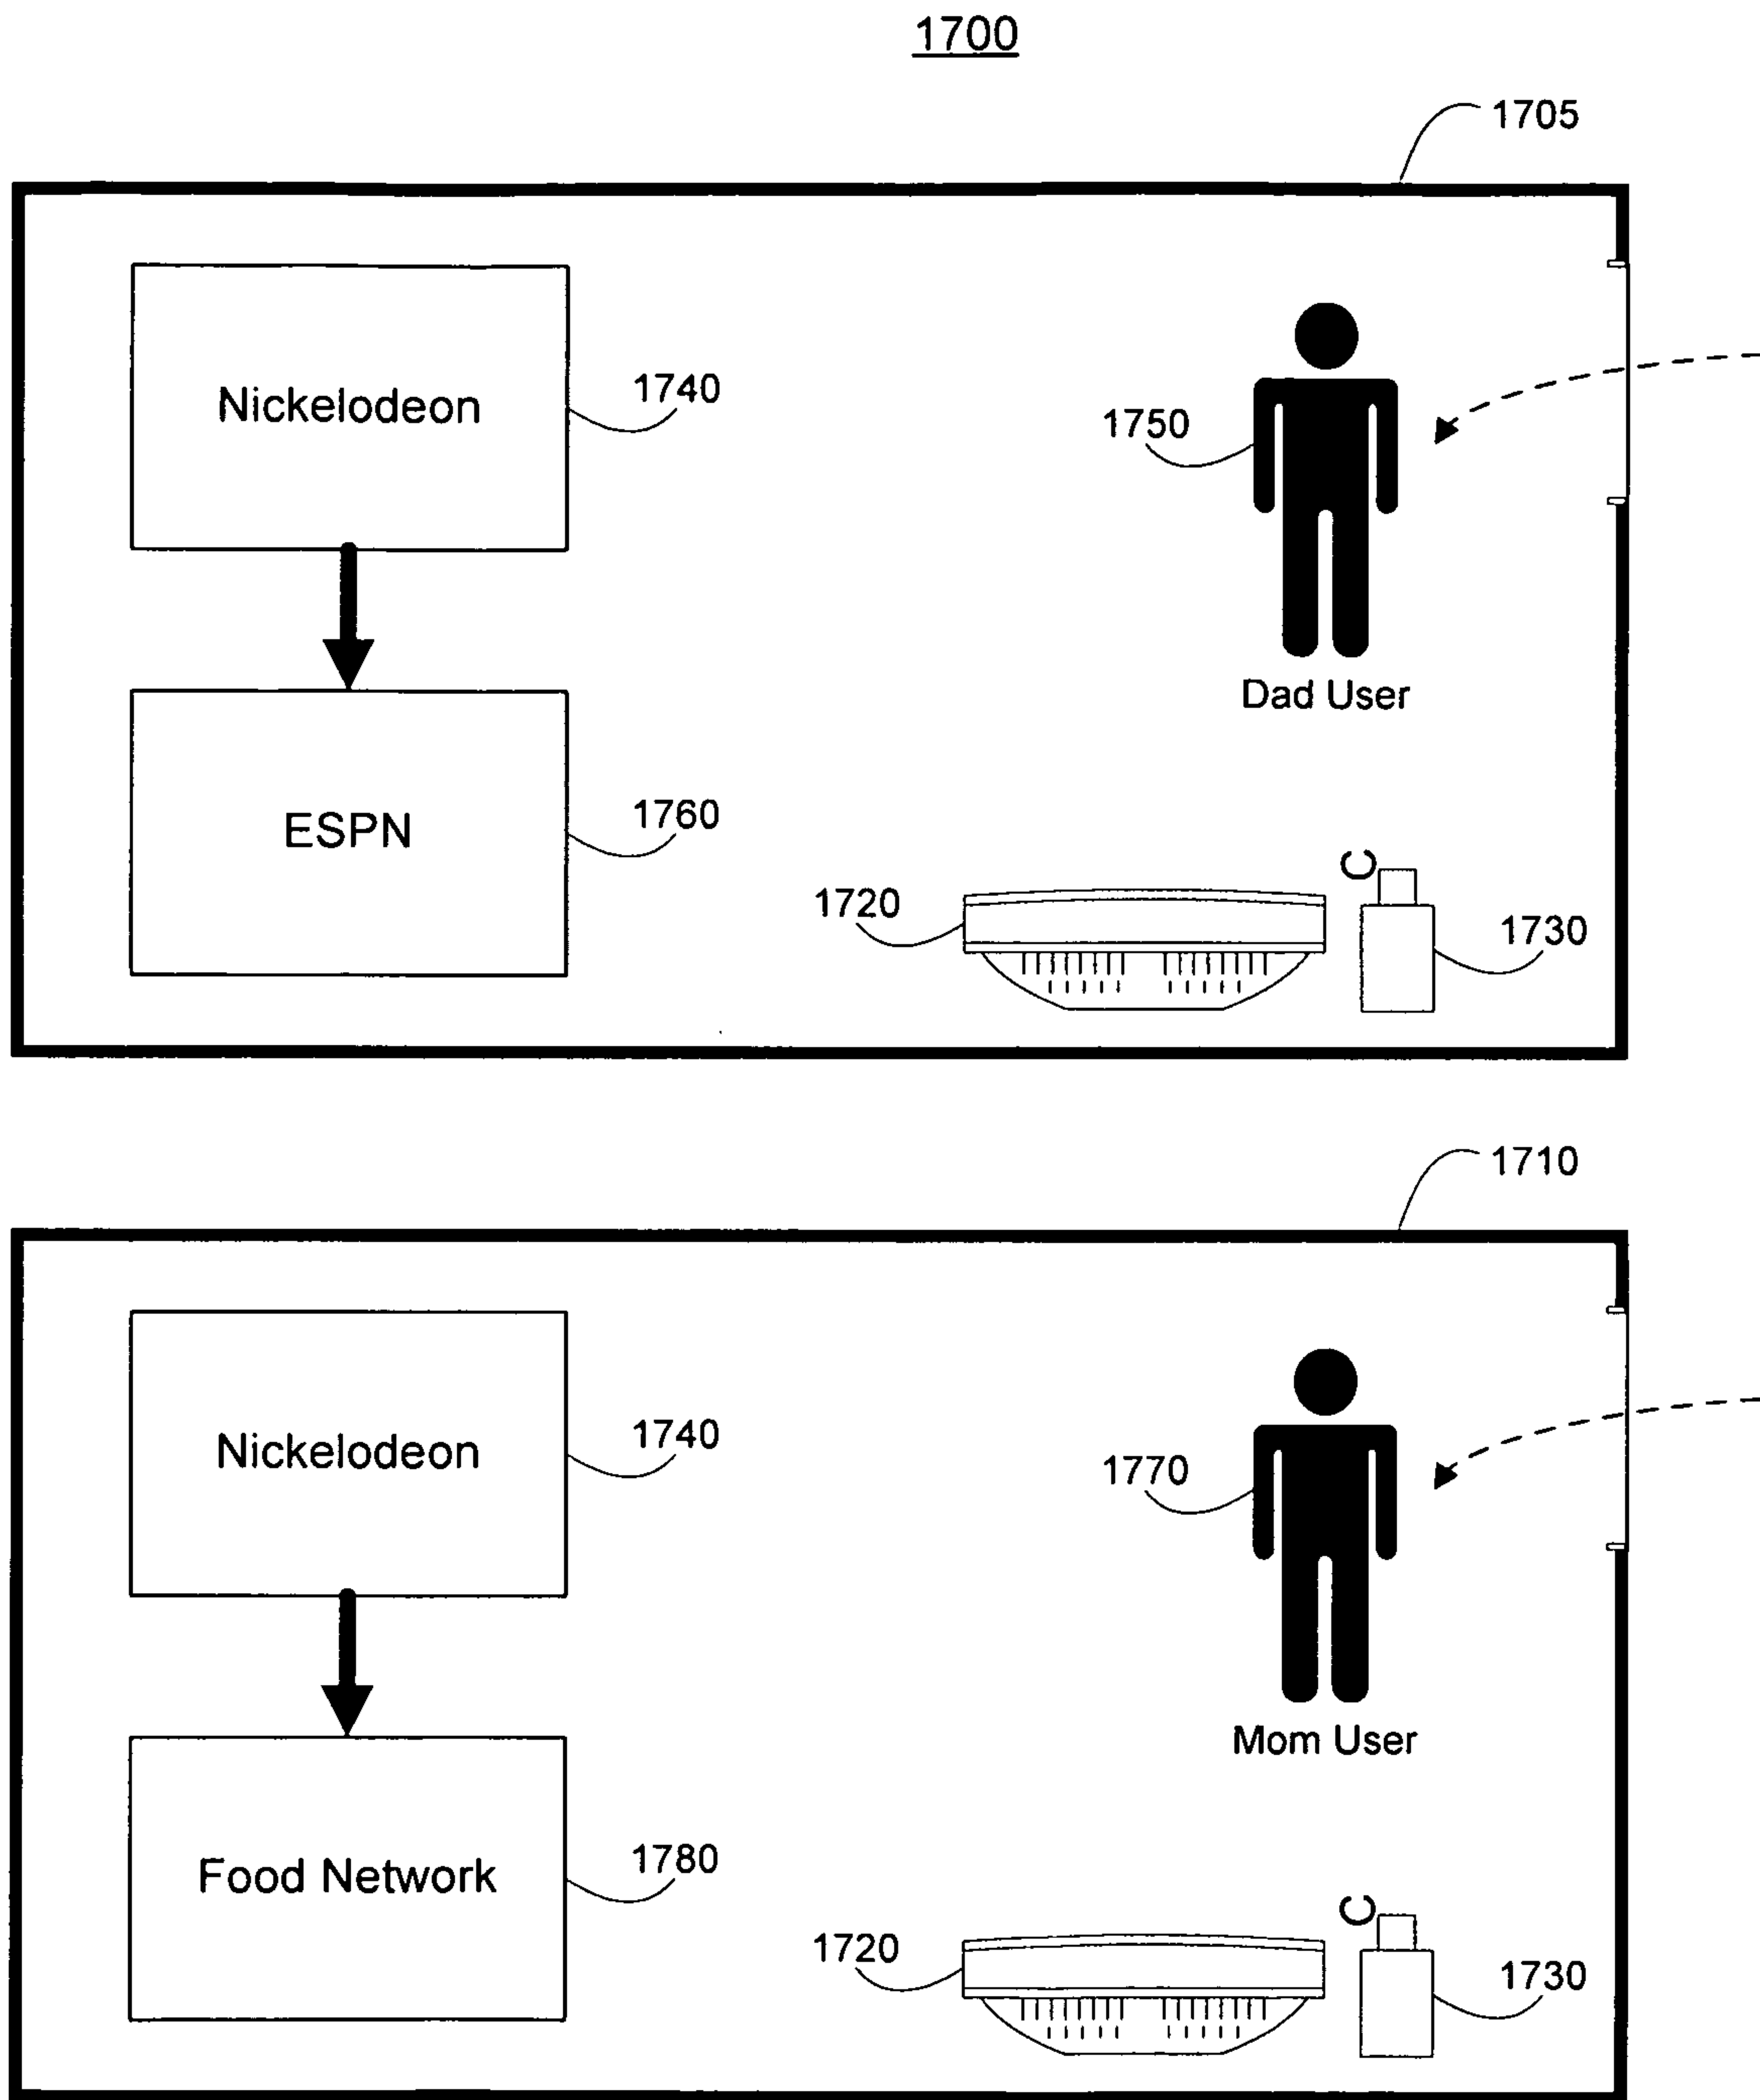 1700
1705
Nickelodeon
1740
1750
Dad User
ESPN
1760
1720
C
1730
1710
Nickelodeon
1740
1770
Mom User
Food Network
1780
1720
C
1730